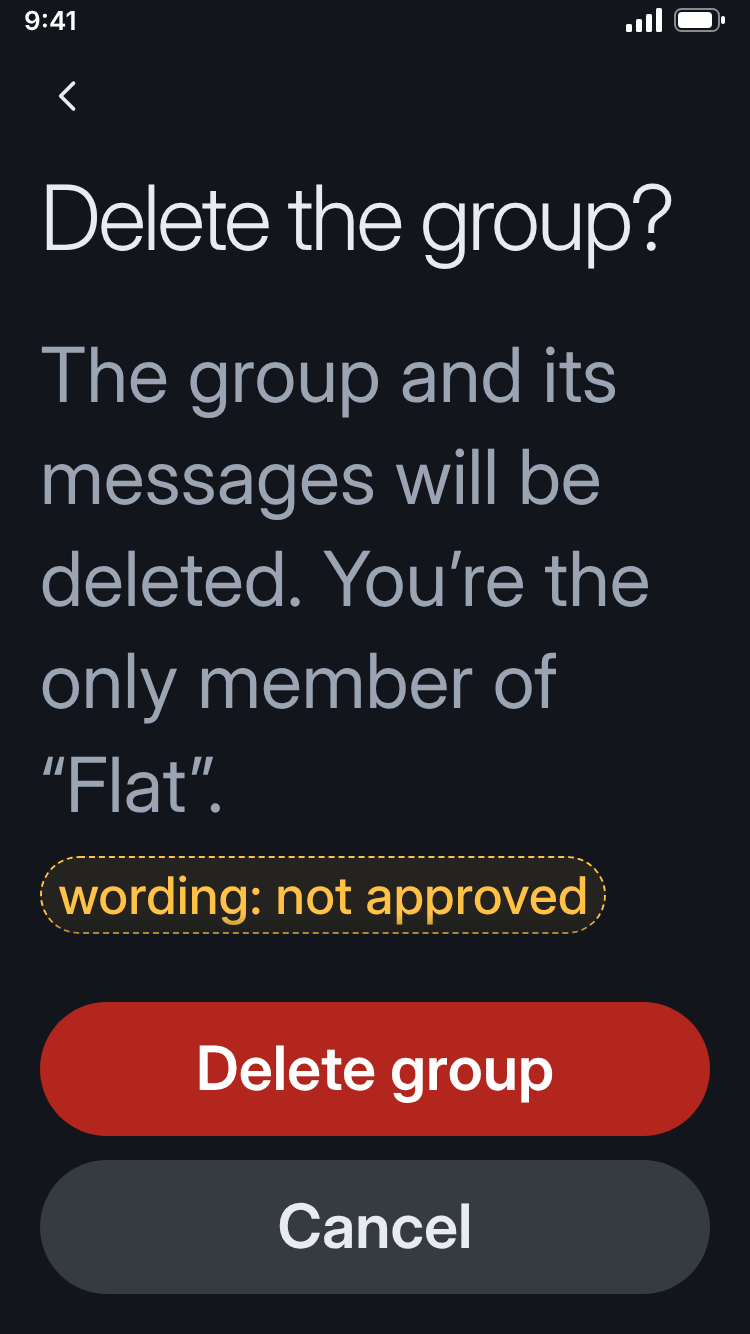 9:41
Delete the group?
The group and its
messages will be
deleted. You’re the
only member of
“Flat”.
wording: not approved
Delete group
Cancel